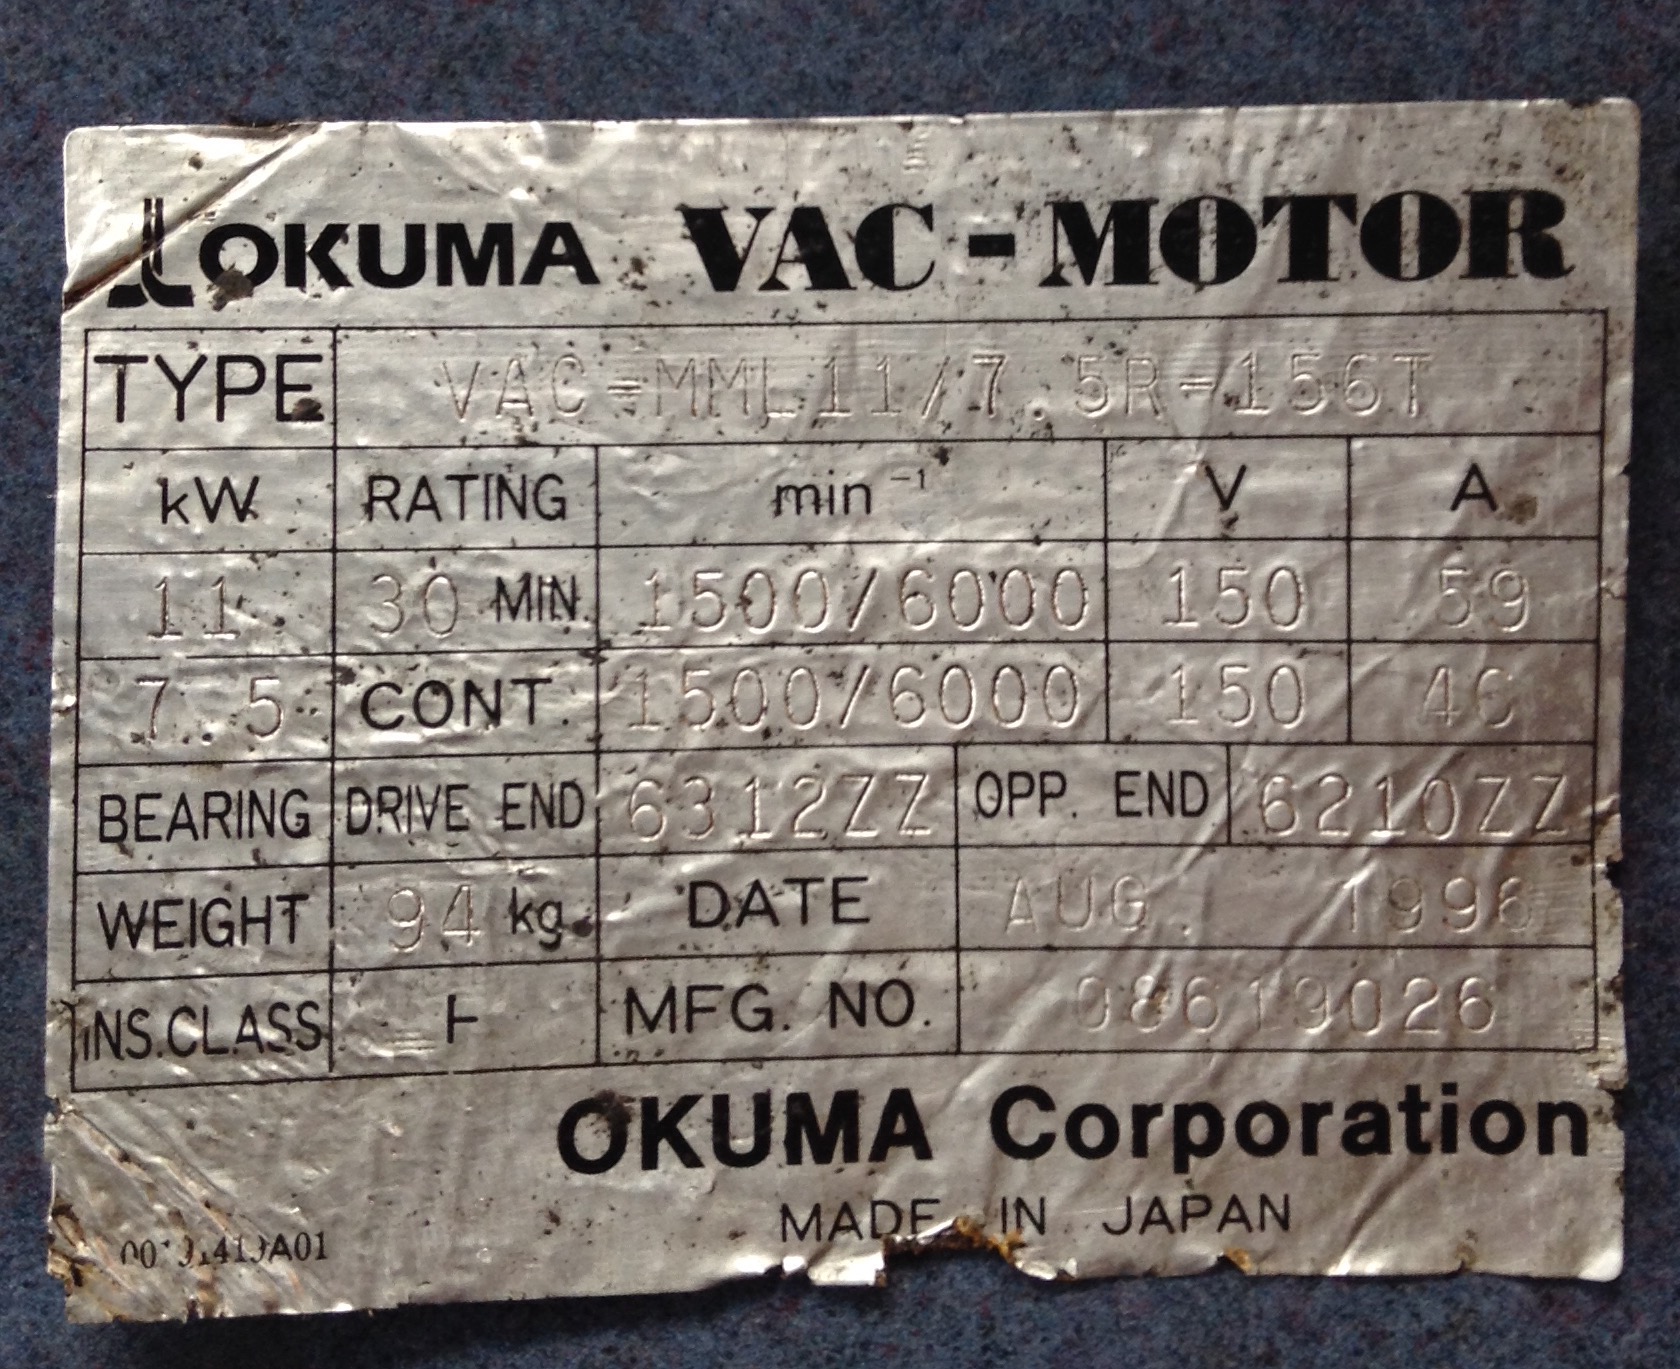 OKUMA VAC-MOTOR
TYPE VAC-MML11/7.5R-156T
kW RATING min⁻¹ V A
11 30 MIN. 1500/6000 150 59
7.5 CONT. 1500/6000 150
BEARING DRIVE END 6312ZZ OPP. END 6210ZZ
WEIGHT 94 kg DATE AUG. 1996
INS.CLASS MFG. NO. 08619026
OKUMA Corporation
MADE IN JAPAN